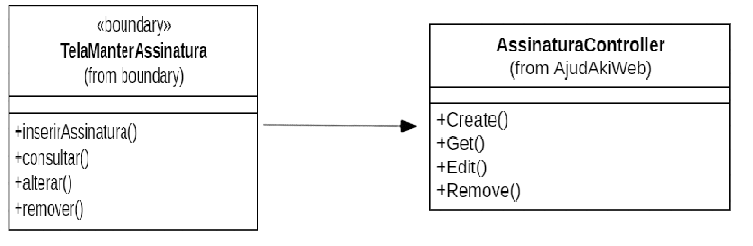 «boundary»
TelaManterAssinatura
(from boundary)
+inserirAssinatura()
+consultar()
+alterar()
+remover()
AssinaturaController
(from AjudAkiWeb)
+Create()
+Get()
+Edit()
+Remove()